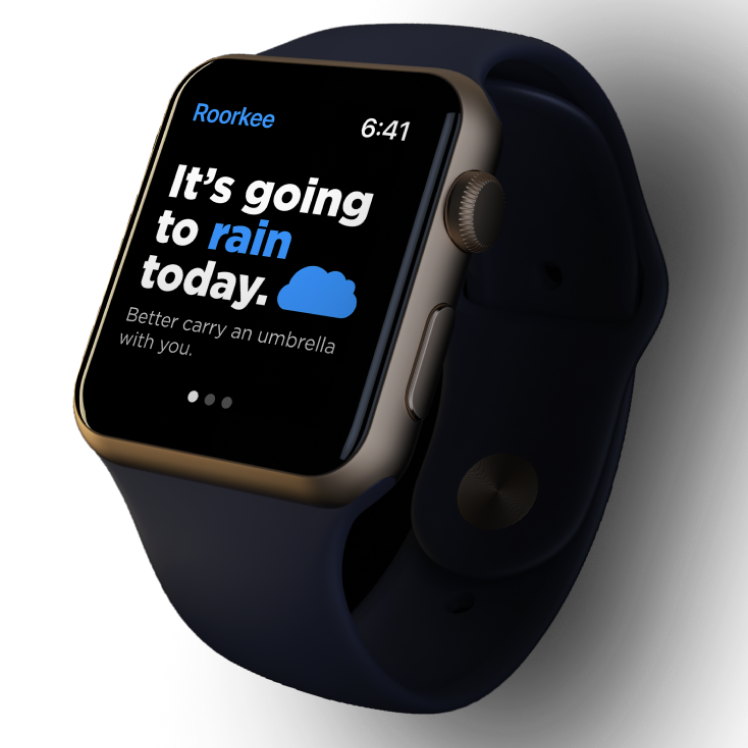 Roorkee
6:41
It's going
to rain
today.
Better carry an umbrella
with you.